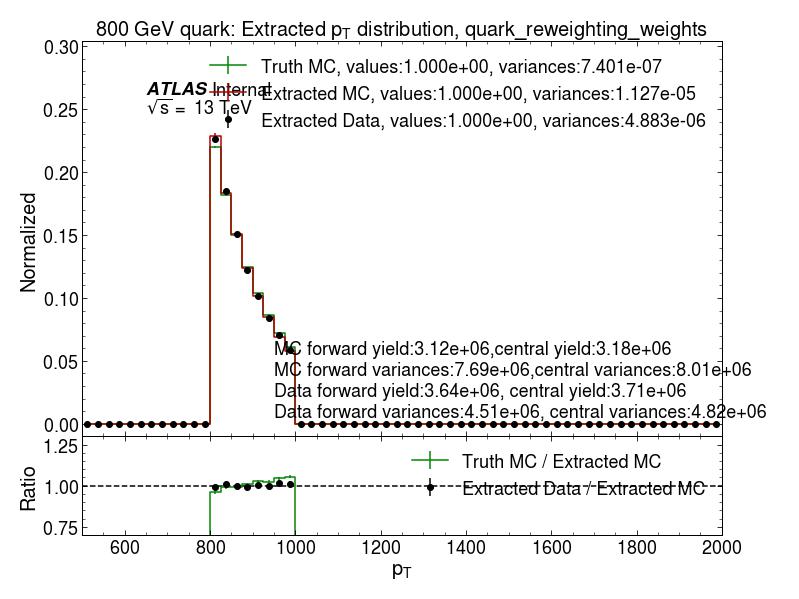 800 GeV quark: Extracted pT distribution, quark_reweighting_weights
0.30
0.25
0.20
0.15
0.10
0.05
0.00
Normalized
Truth MC, values:1.000e+00, variances:7.401e-07
ATLAS Internal
Extracted MC, values:1.000e+00, variances:1.127e-05
√s = 13 TeV
Extracted Data, values:1.000e+00, variances:4.883e-06
MC forward yield:3.12e+06,central yield:3.18e+06
MC forward variances:7.69e+06,central variances:8.01e+06
Data forward yield:3.64e+06, central yield:3.71e+06
Data forward variances:4.51e+06, central variances:4.82e+06
1.25
1.00
0.75
Ratio
Truth MC / Extracted MC
Extracted Data / Extracted MC
600 800 1000 1200 1400 1600 1800 2000
pT